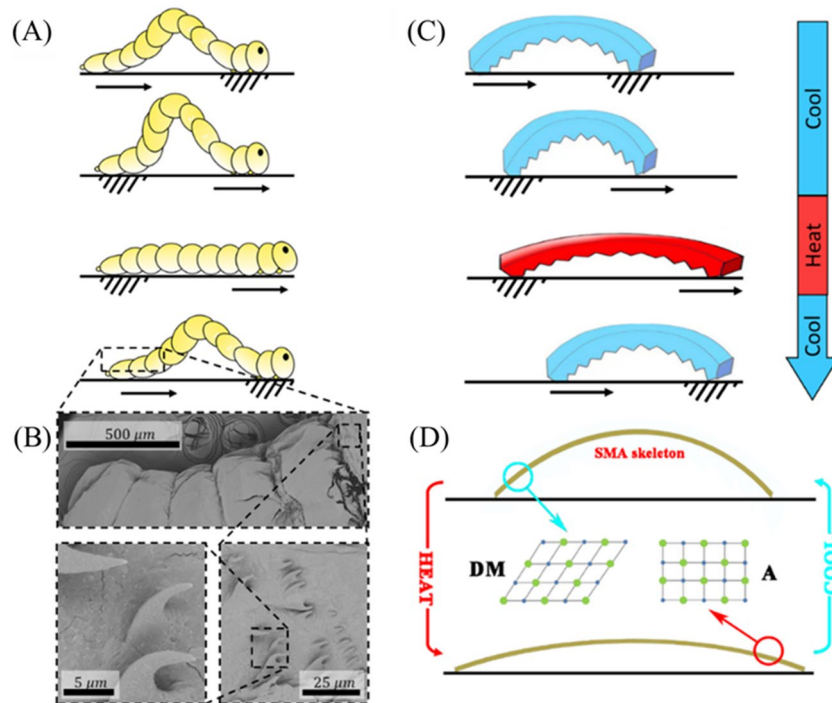 (A)
(C)
Cool
Heat
Cool
(B)
500 μm
5 μm
25 μm
(D)
SMA skeleton
HEAT
DM
A
COOL